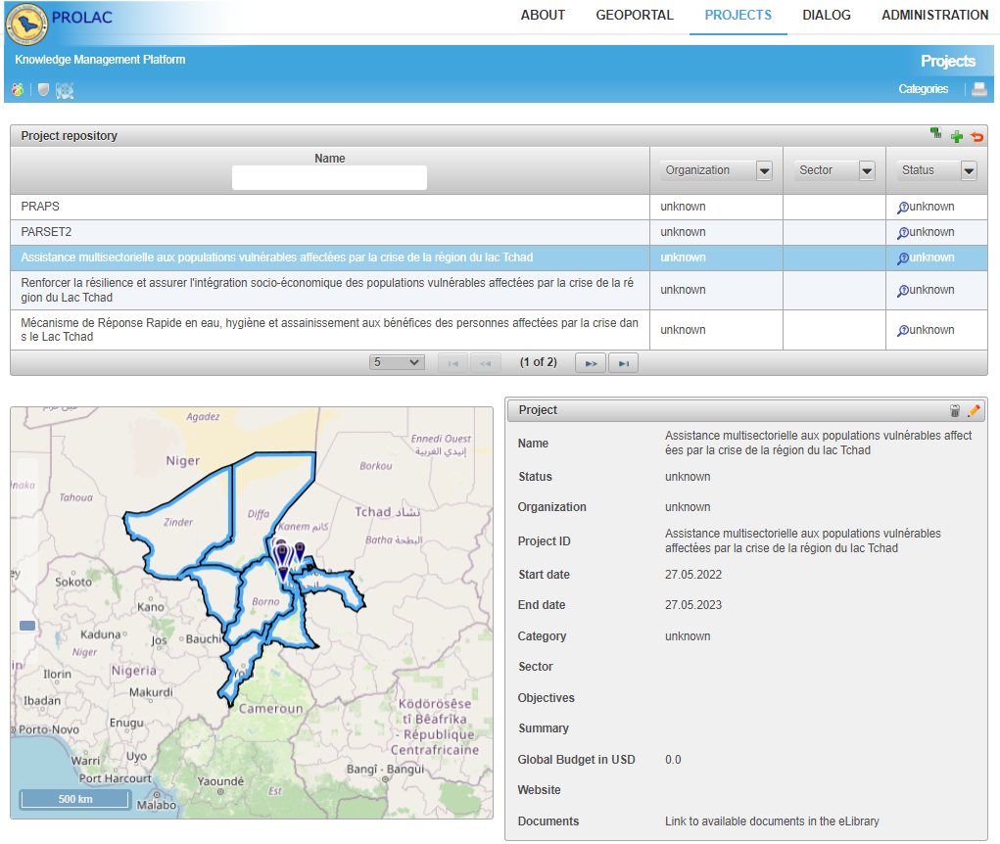 PROLAC
ABOUT
GEOPORTAL
PROJECTS
DIALOG
ADMINISTRATION
Knowledge Management Platform
Projects
Categories
Project repository
Name
Organization
Sector
Status
PRAPS
unknown
unknown
PARSET2
unknown
unknown
Assistance multisectorielle aux populations vulnérables affectées par la crise de la région du lac Tchad
unknown
unknown
Renforcer la résilience et assurer l'intégration socio-économique des populations vulnérables affectées par la crise de la ré
gion du Lac Tchad
unknown
unknown
Mécanisme de Réponse Rapide en eau, hygiène et assainissement aux bénéfices des personnes affectées par la crise dan
s le Lac Tchad
unknown
unknown
5
(1 of 2)
Agadez
Ennedi Ouest
إنيدي الغربية
Niger
Borkou
naka
Tahoua
Diffa
Tchad تشاد
Zinder
Kanem كانم
Batha البطحة
ey
Sokoto
Kano
Borno
Kaduna
Jos
Bauchi
Niger
Nigeria
Yo
Ilorin
Makurdi
Ibadan
Enugu
Cameroun
Ködörösêse
tî Bêafrîka
- République
Centrafricaine
Porto-Novo
Warri
Uyo
Port Harcourt
Bangî - Bangui
Yaoundé
Est
500 km
Malabo
Project
Name
Assistance multisectorielle aux populations vulnérables affect
ées par la crise de la région du lac Tchad
Status
unknown
Organization
unknown
Project ID
Assistance multisectorielle aux populations vulnérables
affectées par la crise de la région du lac Tchad
Start date
27.05.2022
End date
27.05.2023
Category
unknown
Sector
Objectives
Summary
Global Budget in USD
0.0
Website
Documents
Link to available documents in the eLibrary